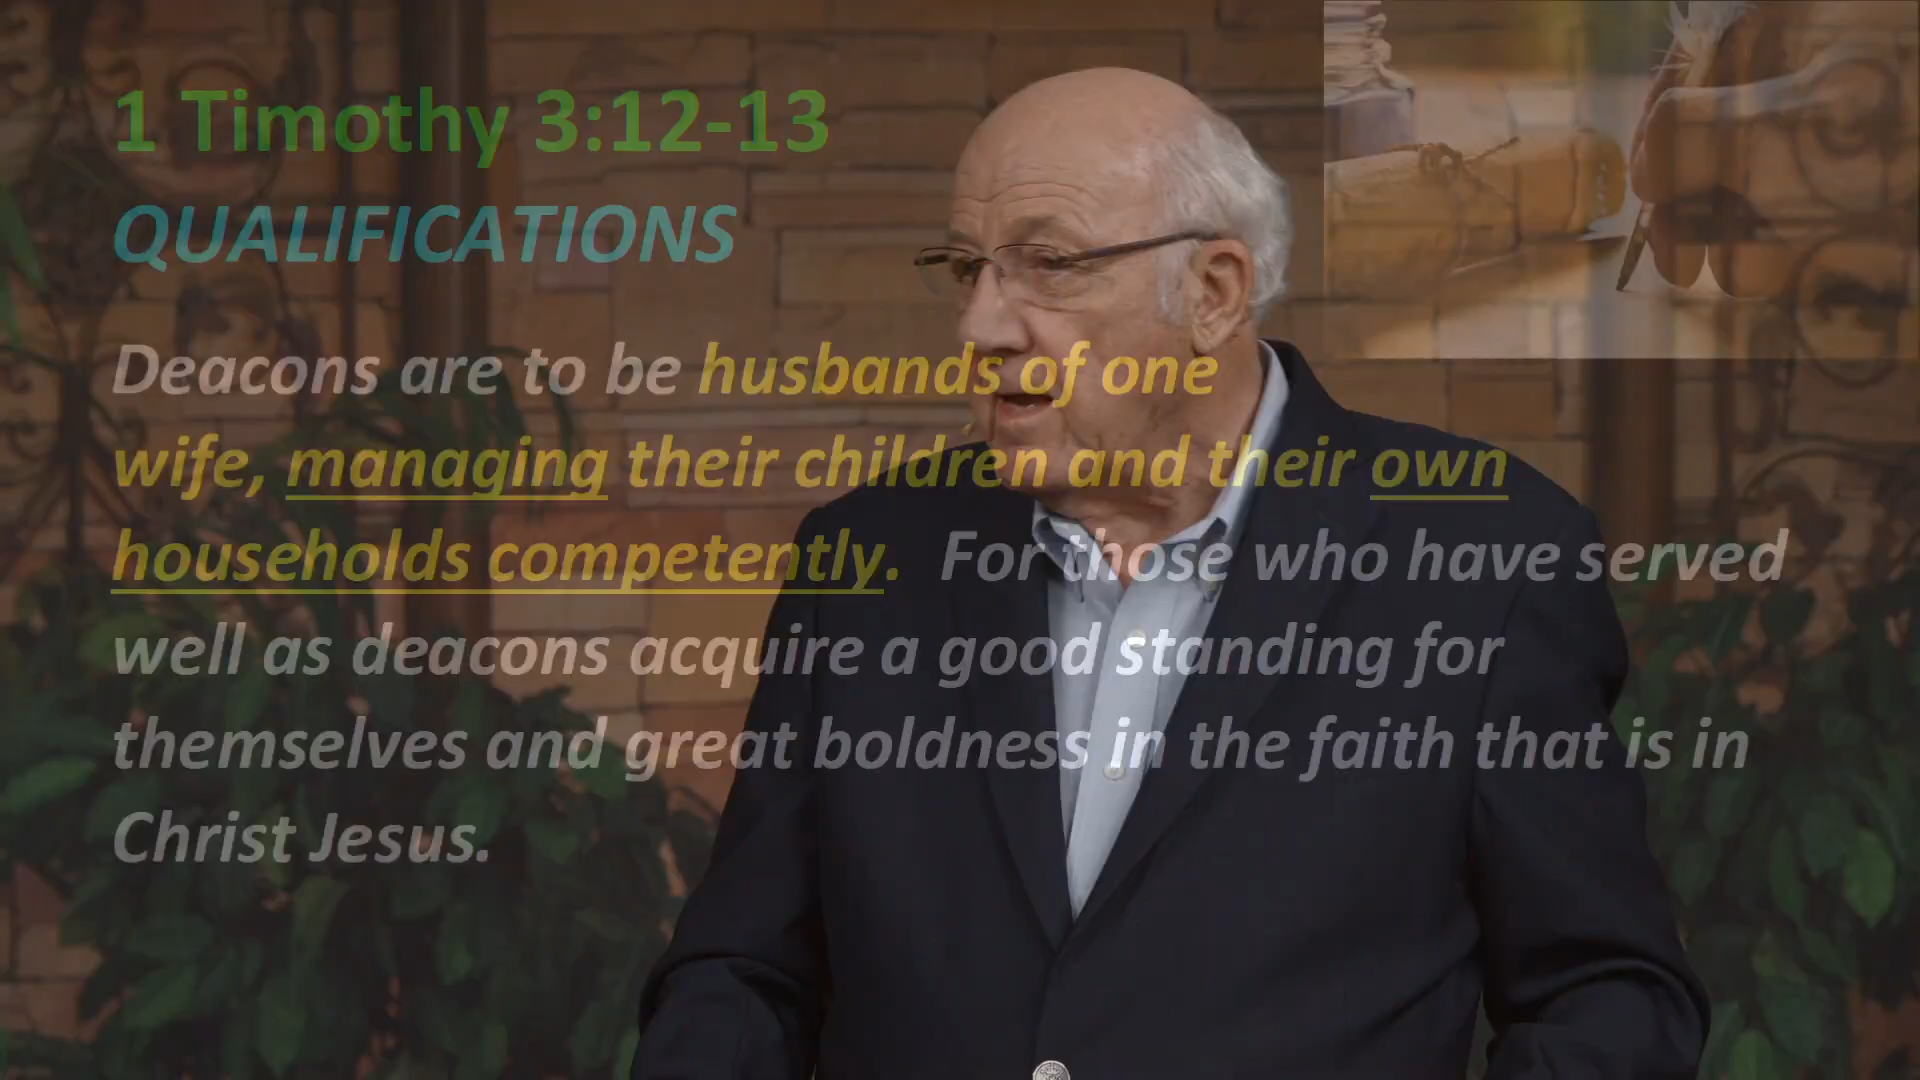 1 Timothy 3:12-13
QUALIFICATIONS
Deacons are to be husbands of one
wife, managing their children and their own
households competently. For those who have served
well as deacons acquire a good standing for
themselves and great boldness in the faith that is in
Christ Jesus.